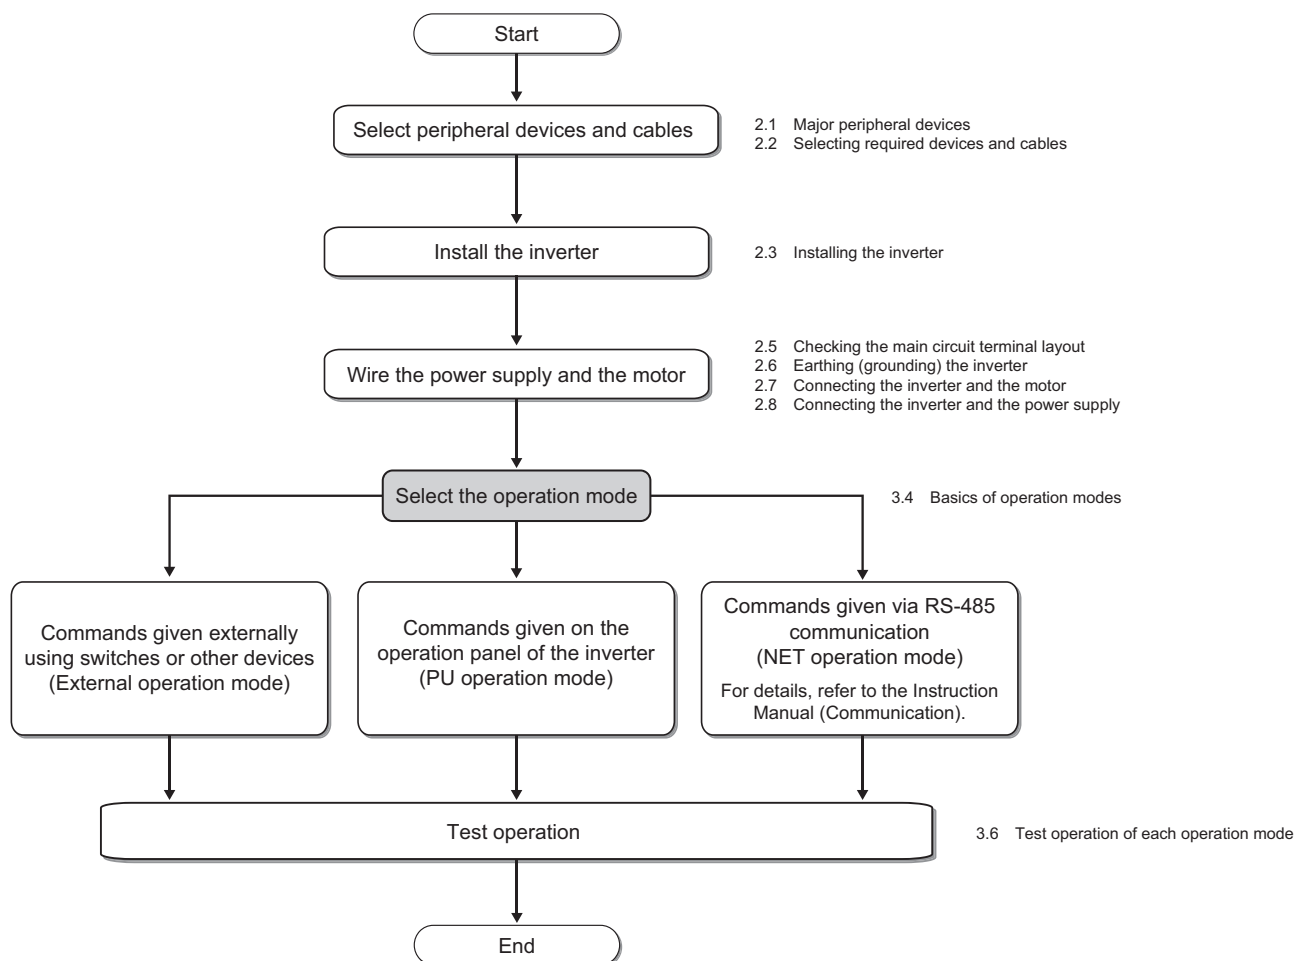 Start
Select peripheral devices and cables
2.1 Major peripheral devices
2.2 Selecting required devices and cables
Install the inverter
2.3 Installing the inverter
Wire the power supply and the motor
2.5 Checking the main circuit terminal layout
2.6 Earthing (grounding) the inverter
2.7 Connecting the inverter and the motor
2.8 Connecting the inverter and the power supply
Select the operation mode
3.4 Basics of operation modes
Commands given externally
using switches or other devices
(External operation mode)
Commands given on the
operation panel of the inverter
(PU operation mode)
Commands given via RS-485
communication
(NET operation mode)
For details, refer to the Instruction
Manual (Communication).
Test operation
3.6 Test operation of each operation mode
End